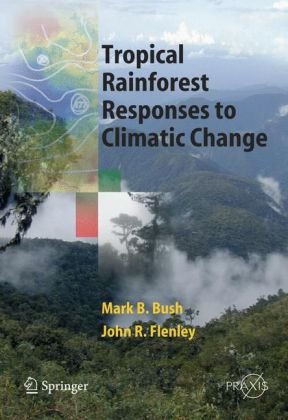 Tropical
Rainforest
Responses to
Climatic Change
Mark B. Bush
John R. Flenley
Springer
PRAXIS